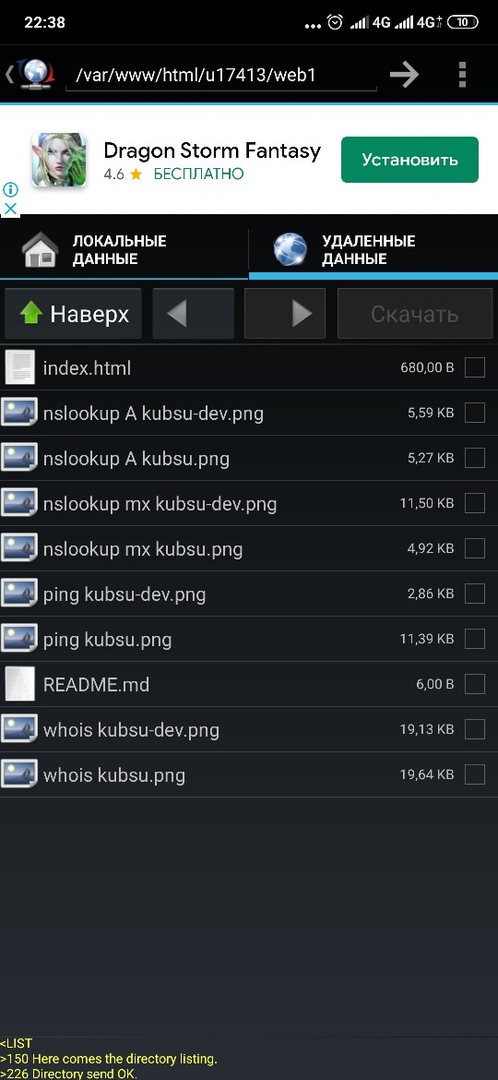 22:38
... 4G 4G+ 10
/var/www/html/u17413/web1
Dragon Storm Fantasy
4.6 ★ БЕСПЛАТНО
Установить
ЛОКАЛЬНЫЕ
ДАННЫЕ
УДАЛЕННЫЕ
ДАННЫЕ
Наверх
Скачать
index.html 680,00 B
nslookup A kubsu-dev.png 5,59 KB
nslookup A kubsu.png 5,27 KB
nslookup mx kubsu-dev.png 11,50 KB
nslookup mx kubsu.png 4,92 KB
ping kubsu-dev.png 2,86 KB
ping kubsu.png 11,39 KB
README.md 6,00 B
whois kubsu-dev.png 19,13 KB
whois kubsu.png 19,64 KB
<LIST
>150 Here comes the directory listing.
>226 Directory send OK.